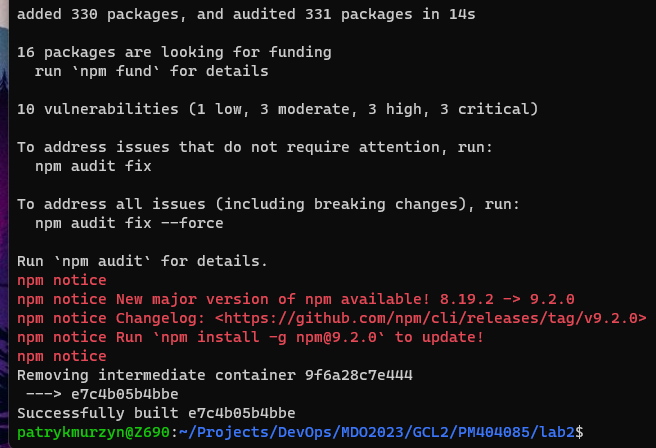 added 330 packages, and audited 331 packages in 14s
16 packages are looking for funding
run `npm fund` for details
10 vulnerabilities (1 low, 3 moderate, 3 high, 3 critical)
To address issues that do not require attention, run:
npm audit fix
To address all issues (including breaking changes), run:
npm audit fix --force
Run `npm audit` for details.
npm notice
npm notice New major version of npm available! 8.19.2 -> 9.2.0
npm notice Changelog: <https://github.com/npm/cli/releases/tag/v9.2.0>
npm notice Run `npm install -g npm@9.2.0` to update!
npm notice
Removing intermediate container 9f6a28c7e444
---> e7c4b05b4bbe
Successfully built e7c4b05b4bbe
patrykmurzyn@Z690:~/Projects/DevOps/MDO2023/GCL2/PM404085/lab2$